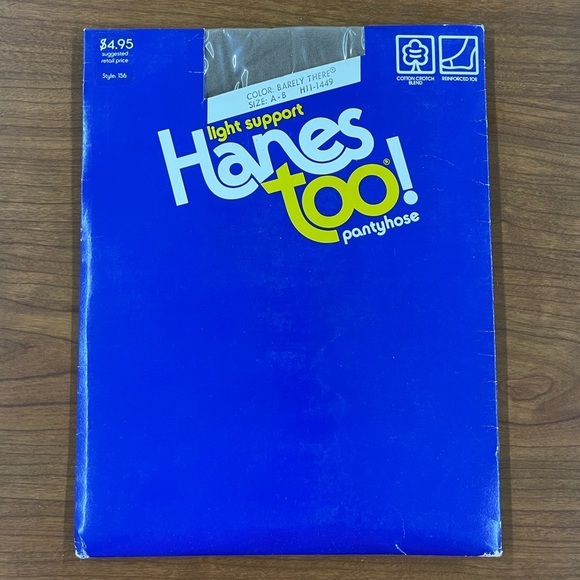 $4.95
suggested
retail price
Style: 156
COLOR: BARELY THERE®
SIZE: A-B H11-1449
COTTON CROTCH
BLEND
REINFORCED TOE
light support
Hanes
too!®
pantyhose